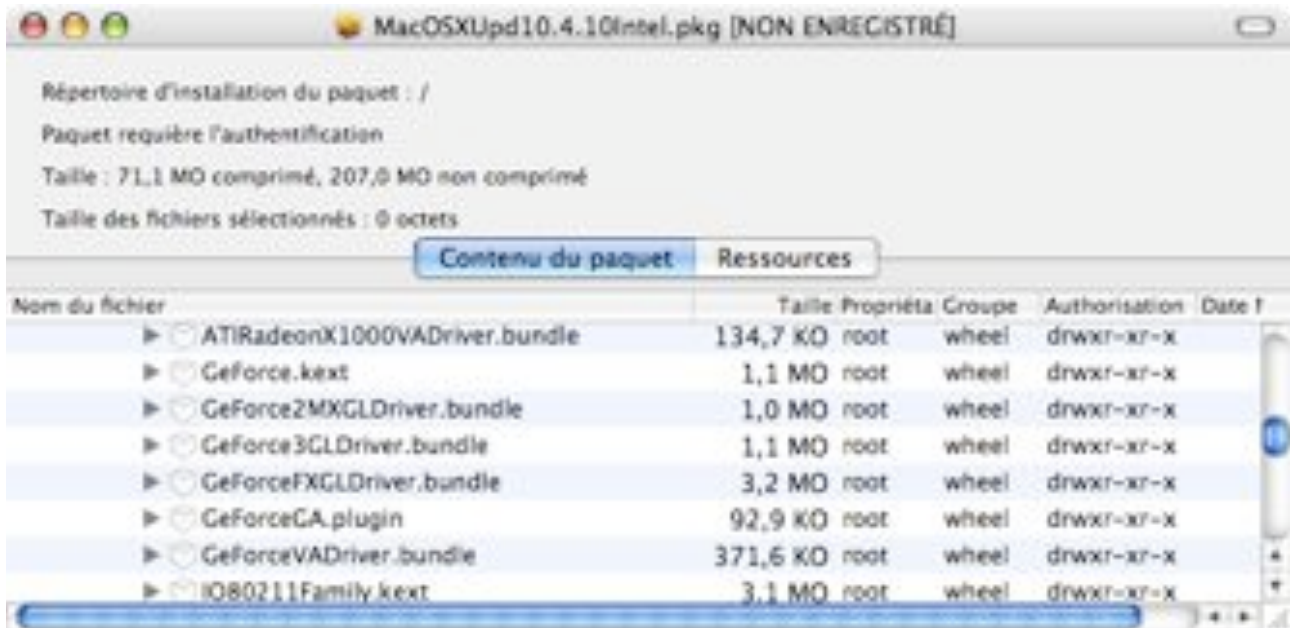 MacOSXUpd10.4.10Intel.pkg [NON ENREGISTRÉ]
Répertoire d'installation du paquet : /
Paquet requière l'authentification
Taille : 71,1 MO comprimé, 207,0 MO non comprimé
Taille des fichiers sélectionnés : 0 octets
Contenu du paquet Ressources
Nom du fichier Taille Propriéta Groupe Authorisation Date
ATIRadeonX1000VADriver.bundle 134,7 KO root wheel drwxr-xr-x
GeForce.kext 1,1 MO root wheel drwxr-xr-x
GeForce2MXGLDriver.bundle 1,0 MO root wheel drwxr-xr-x
GeForce3GLDriver.bundle 1,1 MO root wheel drwxr-xr-x
GeForceFXGLDriver.bundle 3,2 MO root wheel drwxr-xr-x
GeForceGA.plugin 92,9 KO root wheel drwxr-xr-x
GeForceVADriver.bundle 371,6 KO root wheel drwxr-xr-x
IO80211Family.kext 3,1 MO root wheel drwxr-xr-x